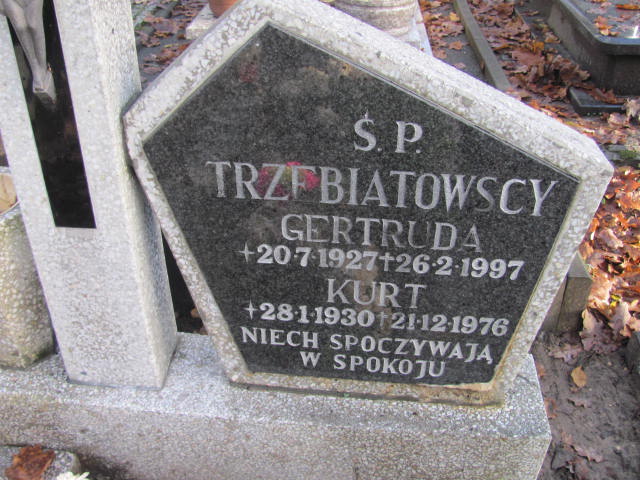 Ś. P.
TRZEBIATOWSCY
GERTRUDA
+20·7·1927 †26·2·1997
KURT
+28·1·1930 †21·12·1976
NIECH SPOCZYWAJĄ
W SPOKOJU